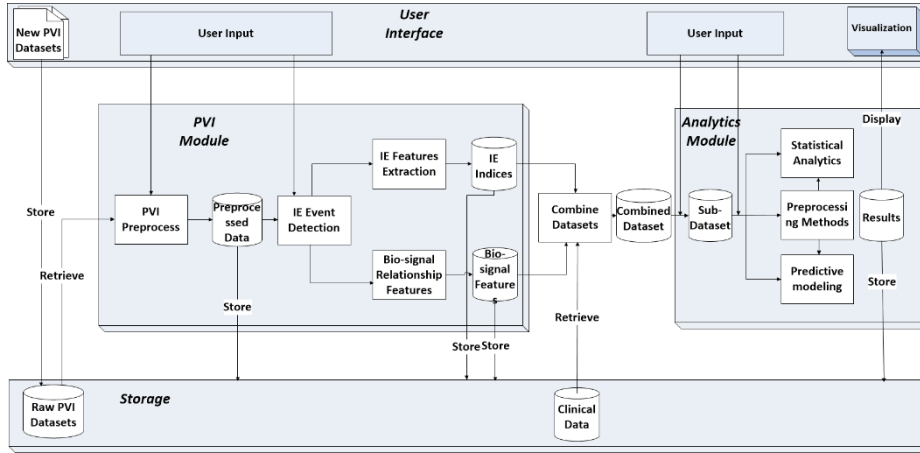 New PVI
Datasets
User Input
User
Interface
User Input
Visualization
PVI
Module
Analytics
Module
Display
IE Features
Extraction
IE
Indices
Statistical
Analytics
Store
PVI
Preprocess
Preproc
essed
Data
IE Event
Detection
Combine
Datasets
Combined
Dataset
Sub-
Dataset
Preprocessi
ng Methods
Results
Retrieve
Bio-signal
Relationship
Features
Bio-
signal
Feature
s
Predictive
modeling
Store
Store
Retrieve
Store
Store
Storage
Raw PVI
Datasets
Clinical
Data